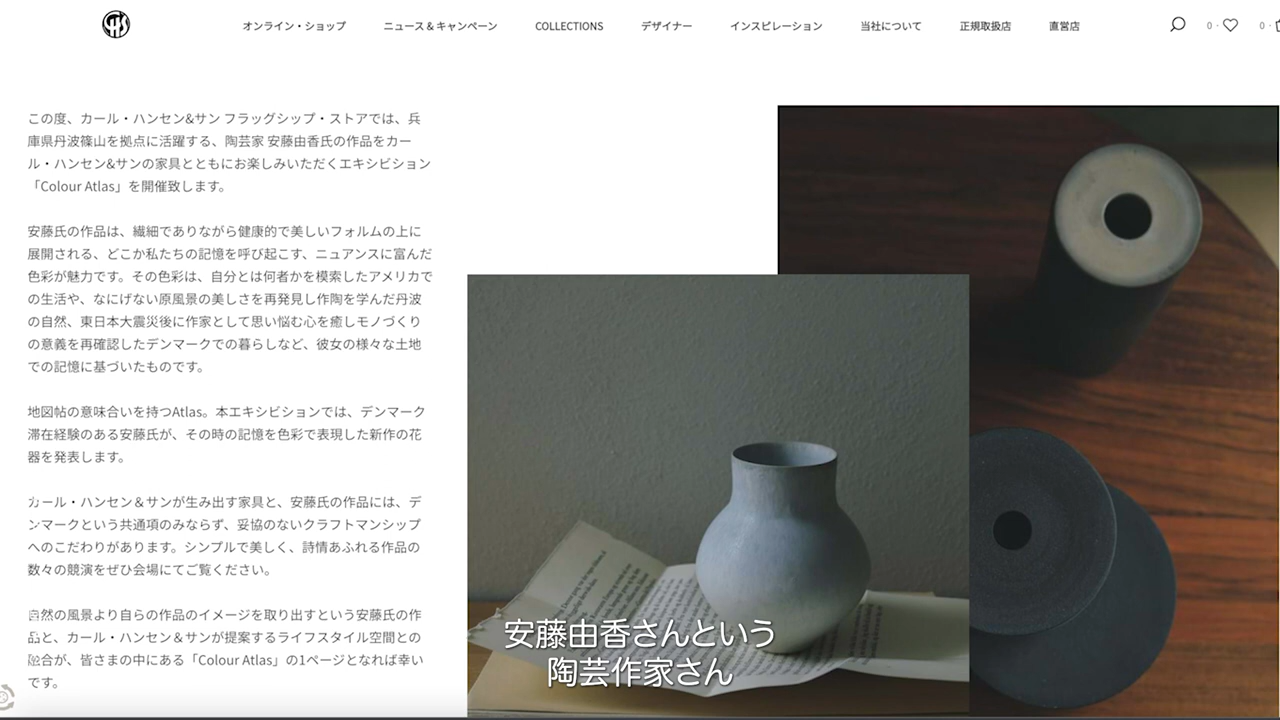 オンライン・ショップ ニュース＆キャンペーン COLLECTIONS デザイナー インスピレーション 当社について 正規取扱店 直営店 0 0
この度、カール・ハンセン&サン フラッグシップ・ストアでは、兵
庫県丹波篠山を拠点に活躍する、陶芸家 安藤由香氏の作品をカー
ル・ハンセン&サンの家具とともにお楽しみいただくエキシビション
「Colour Atlas」を開催致します。
安藤氏の作品は、繊細でありながら健康的で美しいフォルムの上に
展開される、どこか私たちの記憶を呼び起こす、ニュアンスに富んだ
色彩が魅力です。その色彩は、自分とは何者かを模索したアメリカで
の生活や、なにげない原風景の美しさを再発見し作陶を学んだ丹波
の自然、東日本大震災後に作家として思い悩む心を癒しモノづくり
の意義を再確認したデンマークでの暮らしなど、彼女の様々な土地
での記憶に基づいたものです。
地図帖の意味合いを持つAtlas。本エキシビションでは、デンマーク
滞在経験のある安藤氏が、その時の記憶を色彩で表現した新作の花
器を発表します。
カール・ハンセン＆サンが生み出す家具と、安藤氏の作品には、デ
ンマークという共通項のみならず、妥協のないクラフトマンシップ
へのこだわりがあります。シンプルで美しく、詩情あふれる作品の
数々の競演をぜひ会場にてご覧ください。
自然の風景より自らの作品のイメージを取り出すという安藤氏の作
品と、カール・ハンセン＆サンが提案するライフスタイル空間との
融合が、皆さまの中にある「Colour Atlas」の1ページとなれば幸い
です。
安藤由香さんという
陶芸作家さん